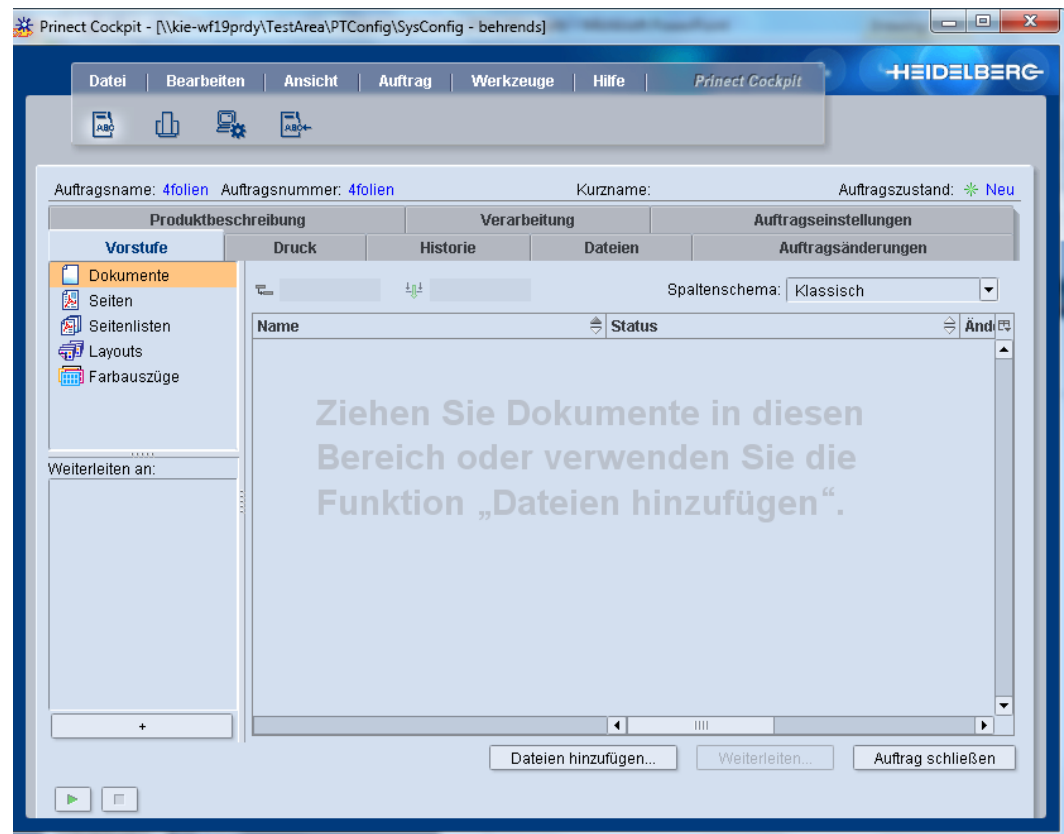 Prinect Cockpit - [\\kie-wf19prdy\TestArea\PTConfig\SysConfig - behrends]
Datei | Bearbeiten | Ansicht | Auftrag | Werkzeuge | Hilfe | Prinect Cockpit
HEIDELBERG
ABC ABC
Auftragsname: 4folien Auftragsnummer: 4folien Kurzname: Auftragszustand: Neu
Produktbeschreibung Verarbeitung Auftragseinstellungen
Vorstufe Druck Historie Dateien Auftragsänderungen
Dokumente
Seiten
Seitenlisten
Layouts
Farbauszüge
Weiterleiten an:
+
Spaltenschema: Klassisch
Name Status Änd
Ziehen Sie Dokumente in diesen
Bereich oder verwenden Sie die
Funktion „Dateien hinzufügen“.
Dateien hinzufügen... Weiterleiten... Auftrag schließen